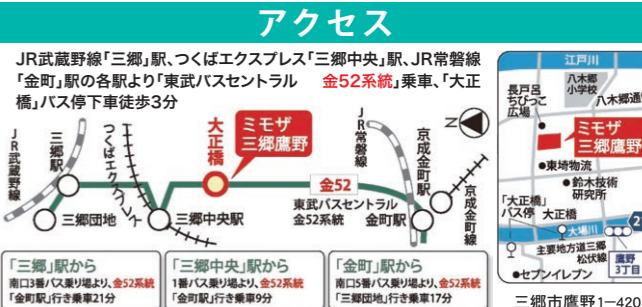 アクセス
JR武蔵野線「三郷」駅、つくばエクスプレス「三郷中央」駅、JR常磐線
「金町」駅の各駅より「東武バスセントラル　金52系統」乗車、「大正
橋」バス停下車徒歩3分
JR武蔵野線
三郷駅
つくばエクスプレス
大正橋
ミモザ
三郷鷹野
JR常磐線
京成金町駅
N
京成金町線
金52
東武バスセントラル
金52系統
三郷団地
三郷中央駅
金町駅
「三郷」駅から
南口3番バス乗り場より、金52系統
「金町駅」行き乗車21分
「三郷中央」駅から
1番バス乗り場より、金52系統
「金町駅」行き乗車9分
「金町」駅から
南口5番バス乗り場より、金52系統
「三郷団地」行き乗車17分
江戸川
八木郷
小学校
長戸呂
ちびっこ
広場
八木郷通
ミモザ
三郷鷹野
●東埼物流
●鈴木技術
研究所
「大正橋」
バス停
大正橋
大場川
2
主要地方道三郷
松伏線
鷹野
3丁目
●セブンイレブン
三郷市鷹野1−420